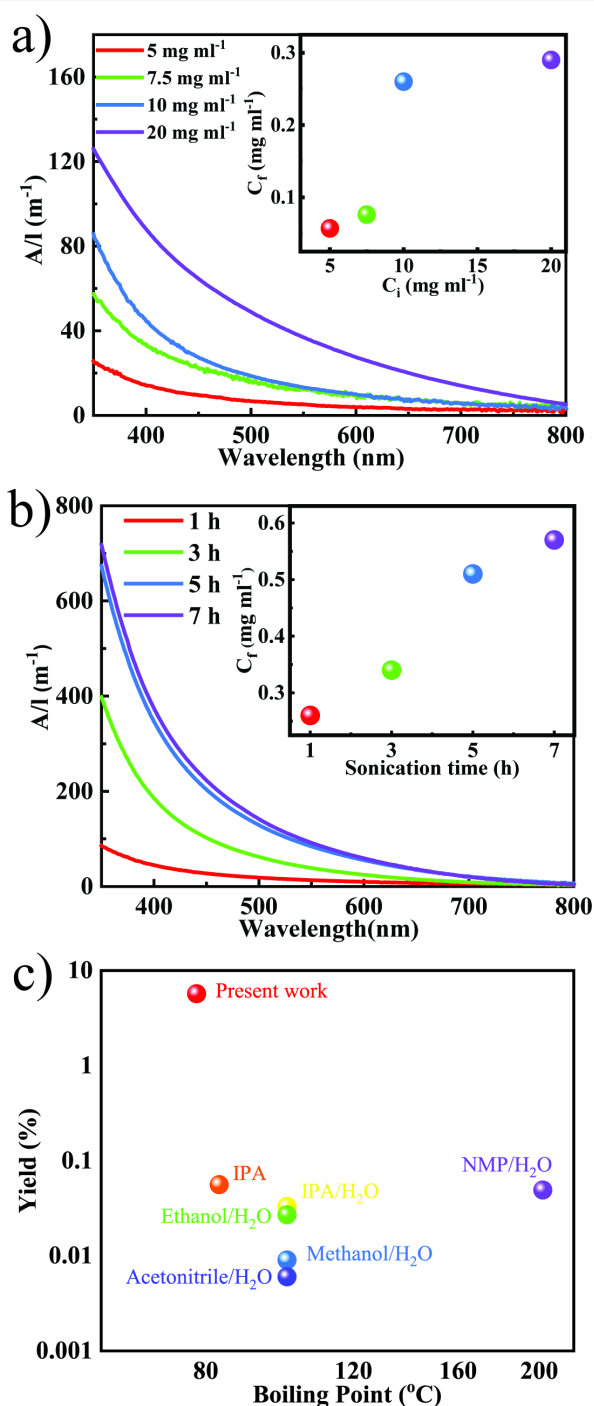 a)
5 mg ml⁻¹
7.5 mg ml⁻¹
10 mg ml⁻¹
20 mg ml⁻¹
A/l (m⁻¹)
160
120
80
40
0
400 500 600 700 800
Wavelength (nm)
C_f (mg ml⁻¹)
0.3
0.1
5 10 15 20
C_i (mg ml⁻¹)
b)
1 h
3 h
5 h
7 h
A/l (m⁻¹)
800
600
400
200
0
400 500 600 700 800
Wavelength(nm)
C_f (mg ml⁻¹)
0.6
0.5
0.4
0.3
1 3 5 7
Sonication time (h)
c)
Yield (%)
10
1
0.1
0.01
0.001
Present work
IPA
IPA/H₂O
NMP/H₂O
Ethanol/H₂O
Methanol/H₂O
Acetonitrile/H₂O
80 120 160 200
Boiling Point (°C)